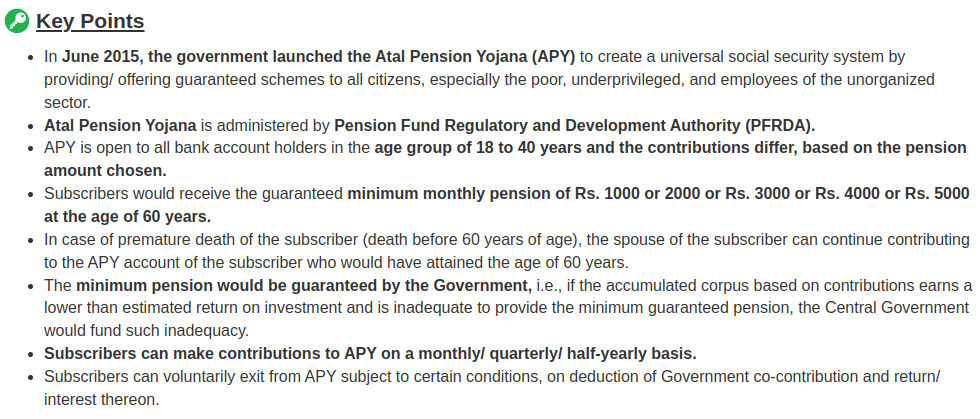 Key Points
• In June 2015, the government launched the Atal Pension Yojana (APY) to create a universal social security system by
providing/ offering guaranteed schemes to all citizens, especially the poor, underprivileged, and employees of the unorganized
sector.
• Atal Pension Yojana is administered by Pension Fund Regulatory and Development Authority (PFRDA).
• APY is open to all bank account holders in the age group of 18 to 40 years and the contributions differ, based on the pension
amount chosen.
• Subscribers would receive the guaranteed minimum monthly pension of Rs. 1000 or 2000 or Rs. 3000 or Rs. 4000 or Rs. 5000
at the age of 60 years.
• In case of premature death of the subscriber (death before 60 years of age), the spouse of the subscriber can continue contributing
to the APY account of the subscriber who would have attained the age of 60 years.
• The minimum pension would be guaranteed by the Government, i.e., if the accumulated corpus based on contributions earns a
lower than estimated return on investment and is inadequate to provide the minimum guaranteed pension, the Central Government
would fund such inadequacy.
• Subscribers can make contributions to APY on a monthly/ quarterly/ half-yearly basis.
• Subscribers can voluntarily exit from APY subject to certain conditions, on deduction of Government co-contribution and return/
interest thereon.